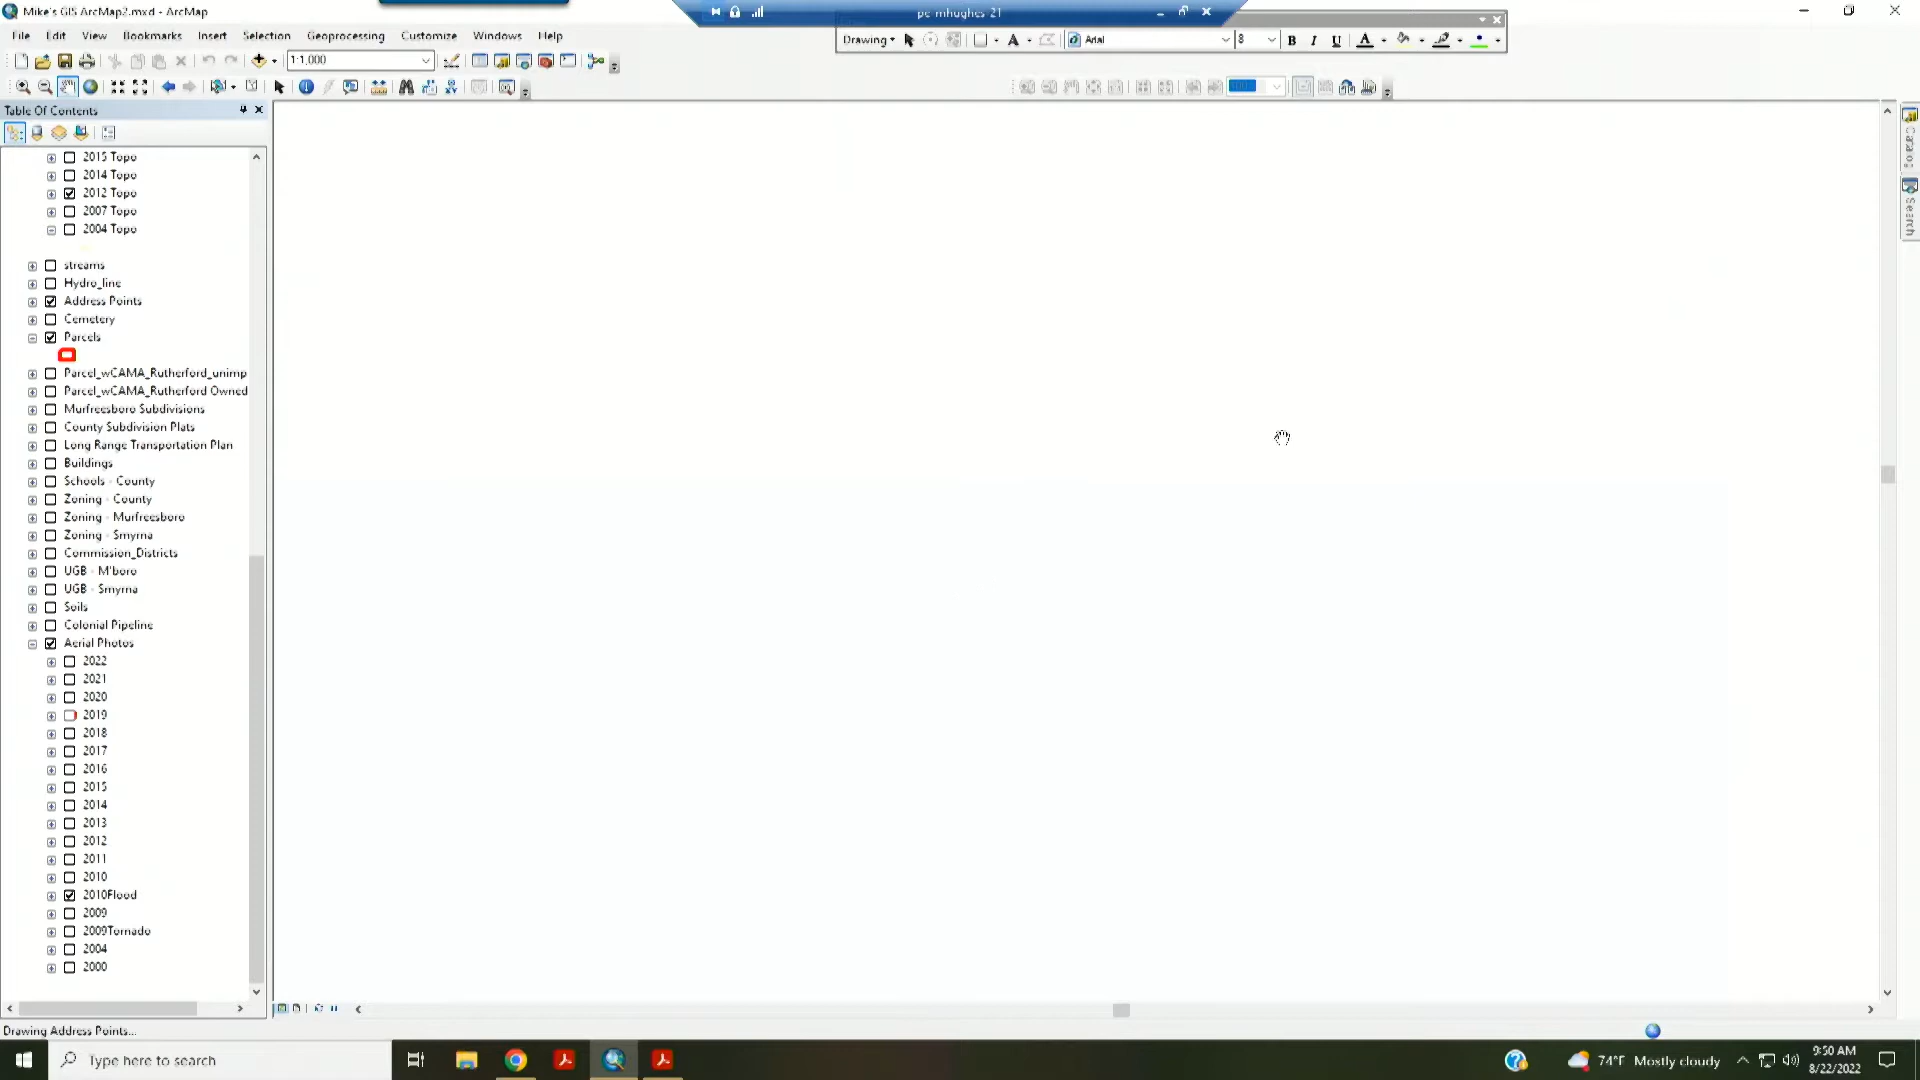 Mike's GIS ArcMap2.mxd - ArcMap
pc-mhughes-21
File Edit View Bookmarks Insert Selection Geoprocessing Customize Windows Help
Drawing
A
Arial
8
B I U A
1:1,000
Table Of Contents
2015 Topo
2014 Topo
2012 Topo
2007 Topo
2004 Topo
streams
Hydro_line
Address Points
Cemetery
Parcels
Parcel_wCAMA_Rutherford_unimp
Parcel_wCAMA_Rutherford Owned
Murfreesboro Subdivisions
County Subdivision Plats
Long Range Transportation Plan
Buildings
Schools - County
Zoning - County
Zoning - Murfreesboro
Zoning - Smyrna
Commission_Districts
UGB - M'boro
UGB - Smyrna
Soils
Colonial Pipeline
Aerial Photos
2022
2021
2020
2019
2018
2017
2016
2015
2014
2013
2012
2011
2010
2010Flood
2009
2009Tornado
2004
2000
Catalog
Search
Drawing Address Points...
Type here to search
74°F Mostly cloudy
9:50 AM
8/22/2022